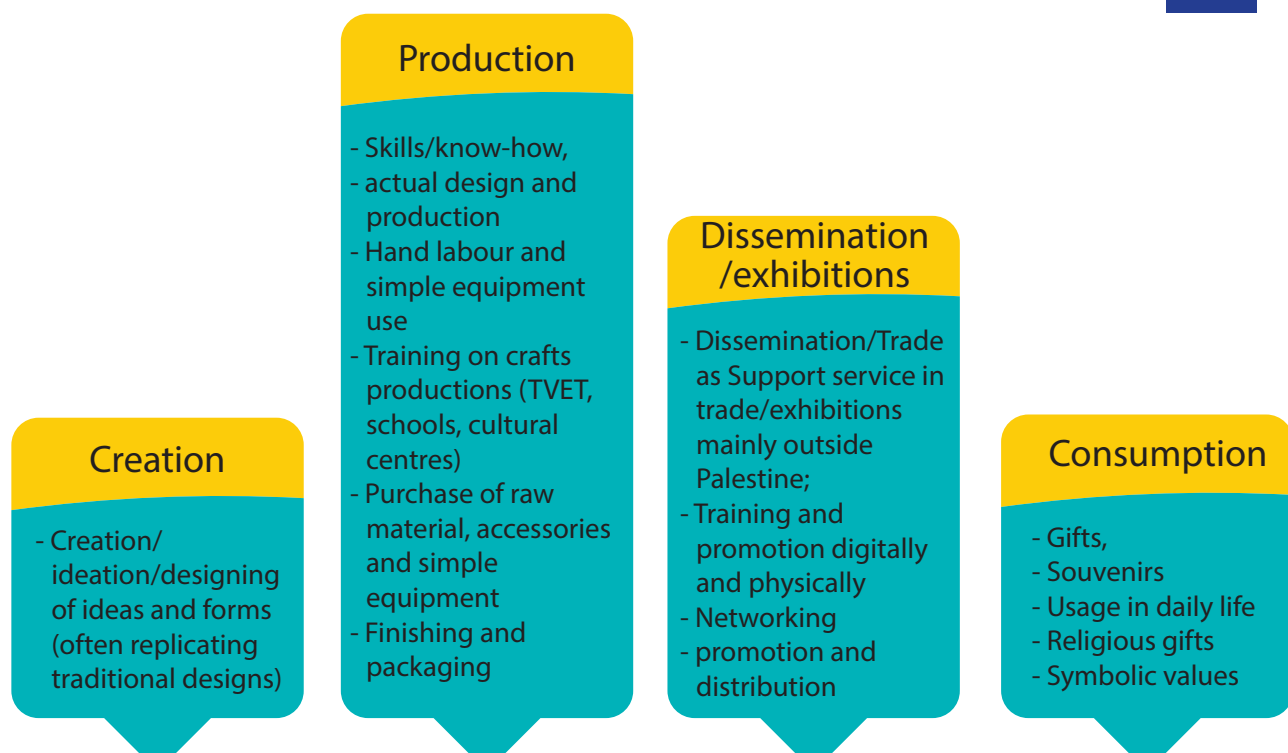 Creation
- Creation/
ideation/designing
of ideas and forms
(often replicating
traditional designs)
Production
- Skills/know-how,
- actual design and
production
- Hand labour and
simple equipment
use
- Training on crafts
productions (TVET,
schools, cultural
centres)
- Purchase of raw
material, accessories
and simple
equipment
- Finishing and
packaging
Dissemination
/exhibitions
- Dissemination/Trade
as Support service in
trade/exhibitions
mainly outside
Palestine;
- Training and
promotion digitally
and physically
- Networking
- promotion and
distribution
Consumption
- Gifts,
- Souvenirs
- Usage in daily life
- Religious gifts
- Symbolic values